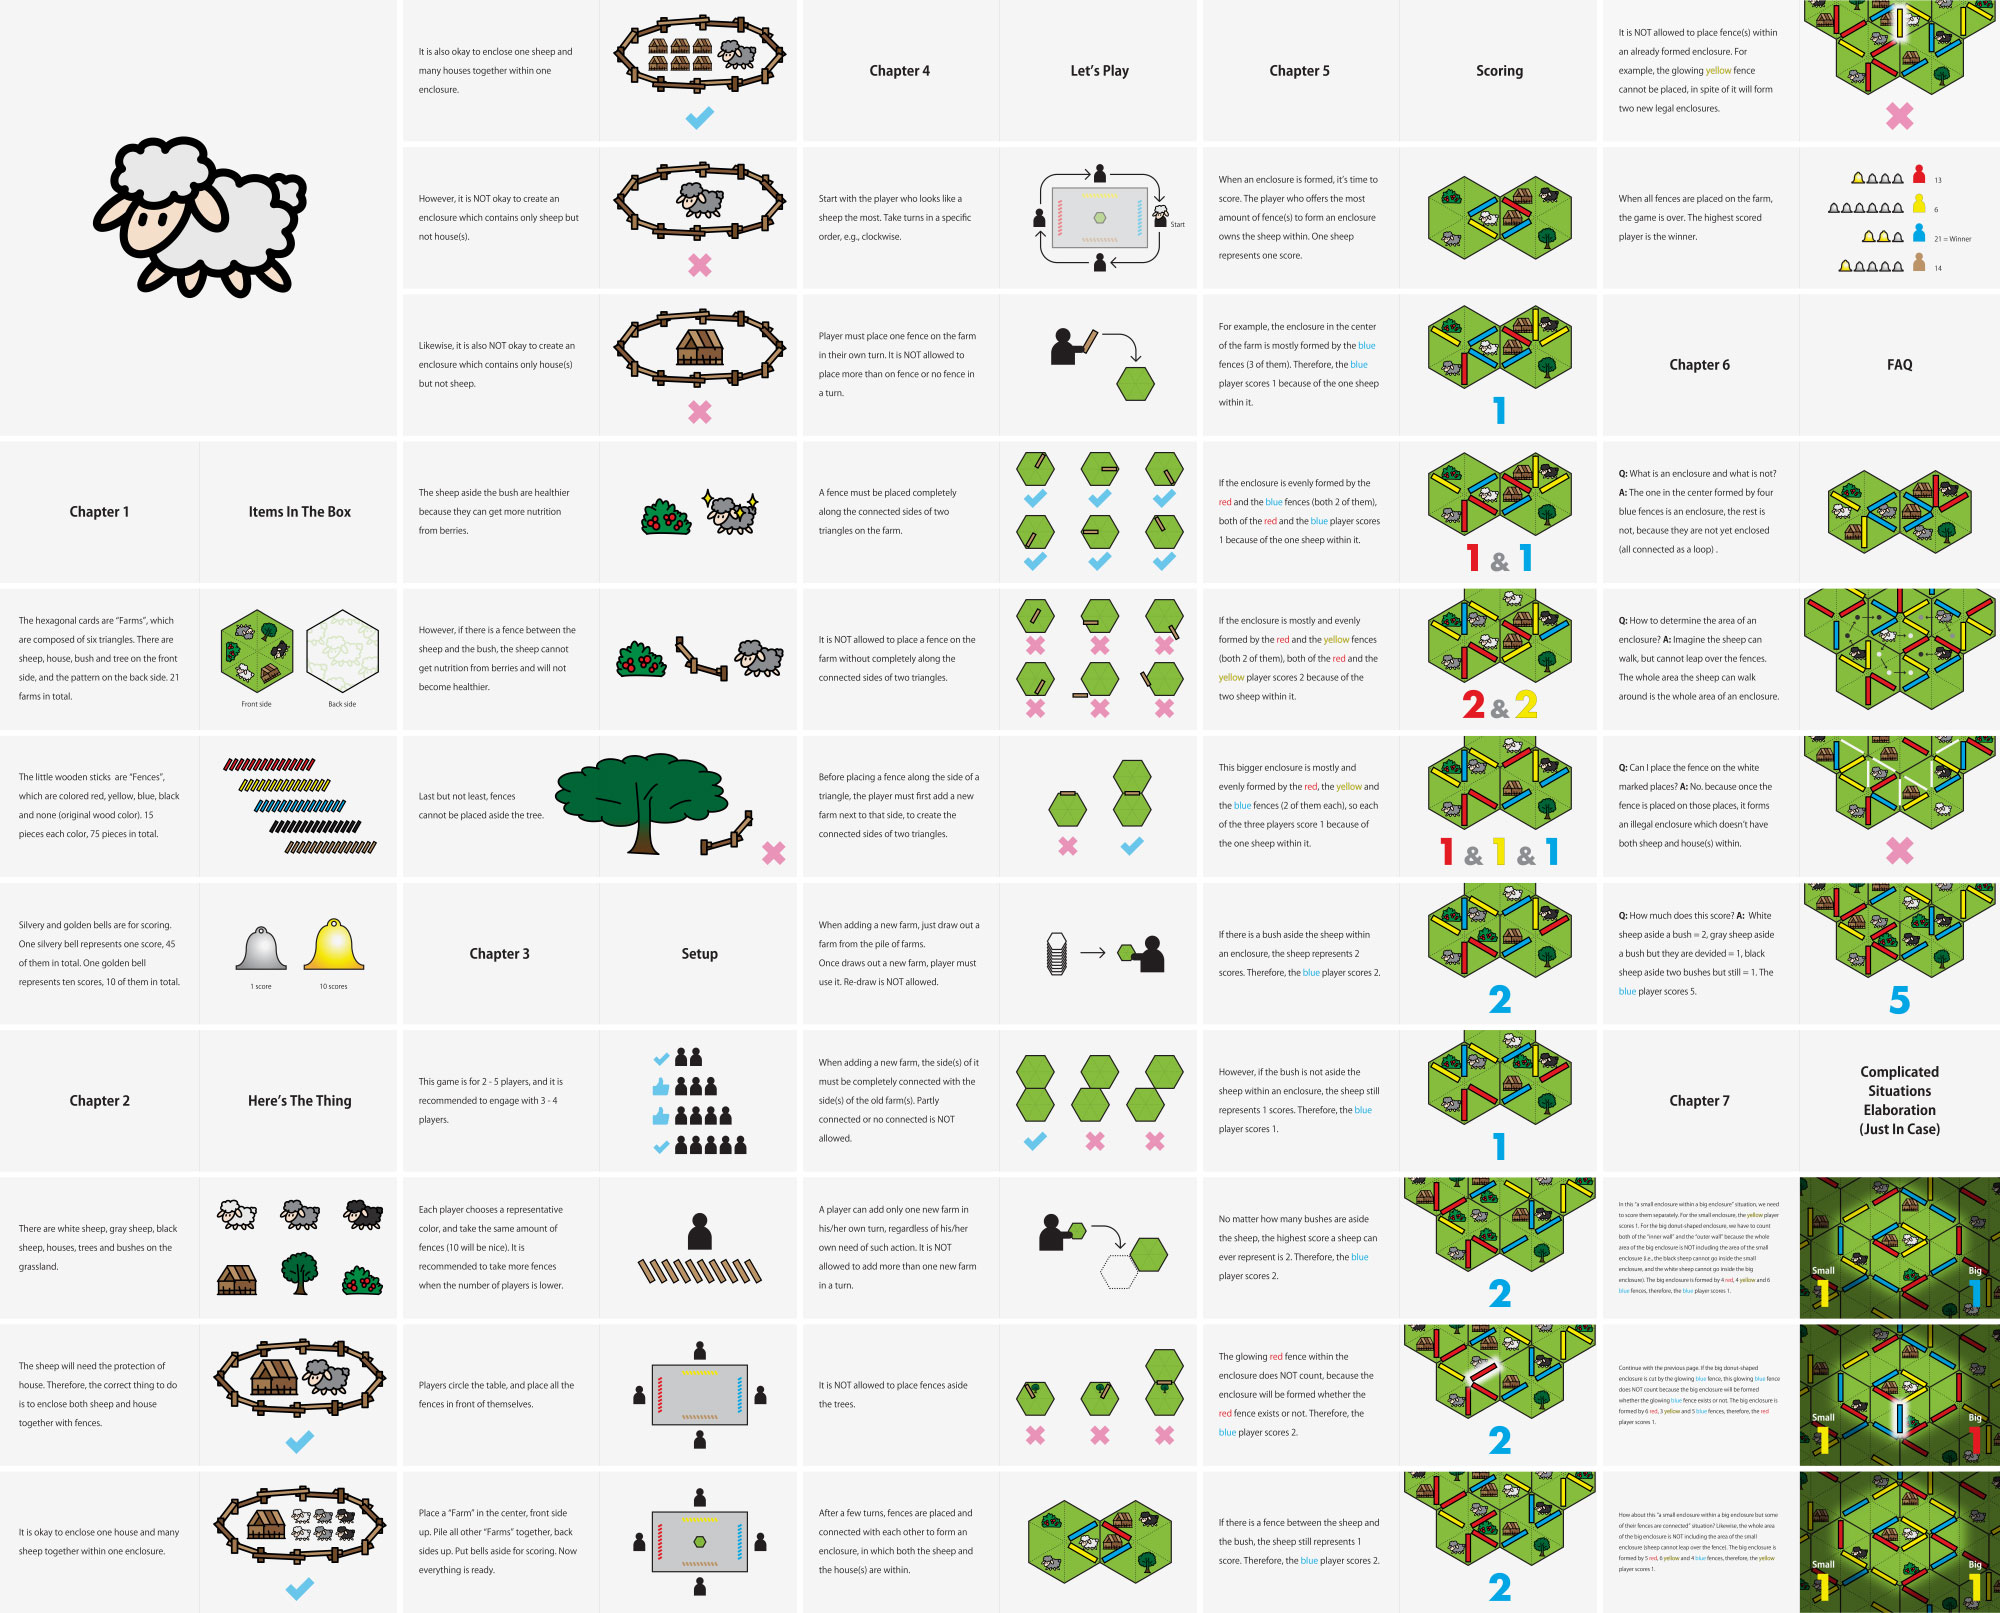 Chapter 1
Items In The Box
The hexagonal cards are “Farms”, which
are composed of six triangles. There are
sheep, house, bush and tree on the front
side, and the pattern on the back side. 21
farms in total.
Front side
Back side
The little wooden sticks are “Fences”,
which are colored red, yellow, blue, black
and none (original wood color). 15
pieces each color, 75 pieces in total.
Silvery and golden bells are for scoring.
One silvery bell represents one score, 45
of them in total. One golden bell
represents ten scores, 10 of them in total.
1 score
10 scores
Chapter 2
Here’s The Thing
There are white sheep, gray sheep, black
sheep, houses, trees and bushes on the
grassland.
The sheep will need the protection of
house. Therefore, the correct thing to do
is to enclose both sheep and house
together with fences.
It is okay to enclose one house and many
sheep together within one enclosure.
It is also okay to enclose one sheep and
many houses together within one
enclosure.
However, it is NOT okay to create an
enclosure which contains only sheep but
not house(s).
Likewise, it is also NOT okay to create an
enclosure which contains only house(s)
but not sheep.
The sheep aside the bush are healthier
because they can get more nutrition
from berries.
However, if there is a fence between the
sheep and the bush, the sheep cannot
get nutrition from berries and will not
become healthier.
Last but not least, fences
cannot be placed aside the tree.
Chapter 3
Setup
This game is for 2 - 5 players, and it is
recommended to engage with 3 - 4
players.
Each player chooses a representative
color, and take the same amount of
fences (10 will be nice). It is
recommended to take more fences
when the number of players is lower.
Players circle the table, and place all the
fences in front of themselves.
Place a “Farm” in the center, front side
up. Pile all other “Farms” together, back
sides up. Put bells aside for scoring. Now
everything is ready.
Chapter 4
Let’s Play
Start with the player who looks like a
sheep the most. Take turns in a specific
order, e.g., clockwise.
Start
Player must place one fence on the farm
in their own turn. It is NOT allowed to
place more than on fence or no fence in
a turn.
A fence must be placed completely
along the connected sides of two
triangles on the farm.
It is NOT allowed to place a fence on the
farm without completely along the
connected sides of two triangles.
Before placing a fence along the side of a
triangle, the player must first add a new
farm next to that side, to create the
connected sides of two triangles.
When adding a new farm, just draw out a
farm from the pile of farms.
Once draws out a new farm, player must
use it. Re-draw is NOT allowed.
When adding a new farm, the side(s) of it
must be completely connected with the
side(s) of the old farm(s). Partly
connected or no connected is NOT
allowed.
A player can add only one new farm in
his/her own turn, regardless of his/her
own need of such action. It is NOT
allowed to add more than one new farm
in a turn.
It is NOT allowed to place fences aside
the trees.
After a few turns, fences are placed and
connected with each other to form an
enclosure, in which both the sheep and
the house(s) are within.
Chapter 5
Scoring
When an enclosure is formed, it’s time to
score. The player who offers the most
amount of fence(s) to form an enclosure
owns the sheep within. One sheep
represents one score.
For example, the enclosure in the center
of the farm is mostly formed by the blue
fences (3 of them). Therefore, the blue
player scores 1 because of the one sheep
within it.
1
If the enclosure is evenly formed by the
red and the blue fences (both 2 of them),
both of the red and the blue player scores
1 because of the one sheep within it.
1 & 1
If the enclosure is mostly and evenly
formed by the red and the yellow fences
(both 2 of them), both of the red and the
yellow player scores 2 because of the
two sheep within it.
2 & 2
This bigger enclosure is mostly and
evenly formed by the red, the yellow and
the blue fences (2 of them each), so each
of the three players score 1 because of
the one sheep within it.
1 & 1 & 1
If there is a bush aside the sheep within
an enclosure, the sheep represents 2
scores. Therefore, the blue player scores 2.
2
However, if the bush is not aside the
sheep within an enclosure, the sheep still
represents 1 scores. Therefore, the blue
player scores 1.
1
No matter how many bushes are aside
the sheep, the highest score a sheep can
ever represent is 2. Therefore, the blue
player scores 2.
2
The glowing red fence within the
enclosure does NOT count, because the
enclosure will be formed whether the
red fence exists or not. Therefore, the
blue player scores 2.
2
If there is a fence between the sheep and
the bush, the sheep still represents 1
score. Therefore, the blue player scores 2.
2
It is NOT allowed to place fence(s) within
an already formed enclosure. For
example, the glowing yellow fence
cannot be placed, in spite of it will form
two new legal enclosures.
When all fences are placed on the farm,
the game is over. The highest scored
player is the winner.
13
6
21 = Winner
14
Chapter 6
FAQ
Q: What is an enclosure and what is not?
A: The one in the center formed by four
blue fences is an enclosure, the rest is
not, because they are not yet enclosed
(all connected as a loop) .
Q: How to determine the area of an
enclosure? A: Imagine the sheep can
walk, but cannot leap over the fences.
The whole area the sheep can walk
around is the whole area of an enclosure.
Q: Can I place the fence on the white
marked places? A: No. because once the
fence is placed on those places, it forms
an illegal enclosure which doesn’t have
both sheep and house(s) within.
Q: How much does this score? A: White
sheep aside a bush = 2, gray sheep aside
a bush but they are devided = 1, black
sheep aside two bushes but still = 1. The
blue player scores 5.
5
Chapter 7
Complicated
Situations
Elaboration
(Just In Case)
In this “a small enclosure within a big enclosure” situation, we need
to score them separately. For the small enclosure, the yellow player
scores 1. For the big donut-shaped enclosure, we have to count
both of the “inner wall” and the “outer wall” because the whole
area of the big enclosure is NOT including the area of the small
enclosure (i.e., the black sheep cannot go inside the small
enclosure, and the white sheep cannot go inside the big
enclosure). The big enclosure is formed by 4 red, 4 yellow and 6
blue fences, therefore, the blue player scores 1.
Small
1
Big
1
Continue with the previous page. If the big donut-shaped
enclosure is cut by the glowing blue fence, this glowing blue fence
does NOT count because the big enclosure will be formed
whether the glowing blue fence exists or not. The big enclosure is
formed by 6 red, 3 yellow and 5 blue fences, therefore, the red
player scores 1.
Small
1
Big
1
How about this “a small enclosure within a big enclosure but some
of their fences are connected” situation? Likewise, the whole area
of the big enclosure is NOT including the area of the small
enclosure (sheep cannot leap over the fence). The big enclosure is
formed by 5 red, 6 yellow and 4 blue fences, therefore, the yellow
player scores 1.
Small
1
Big
1